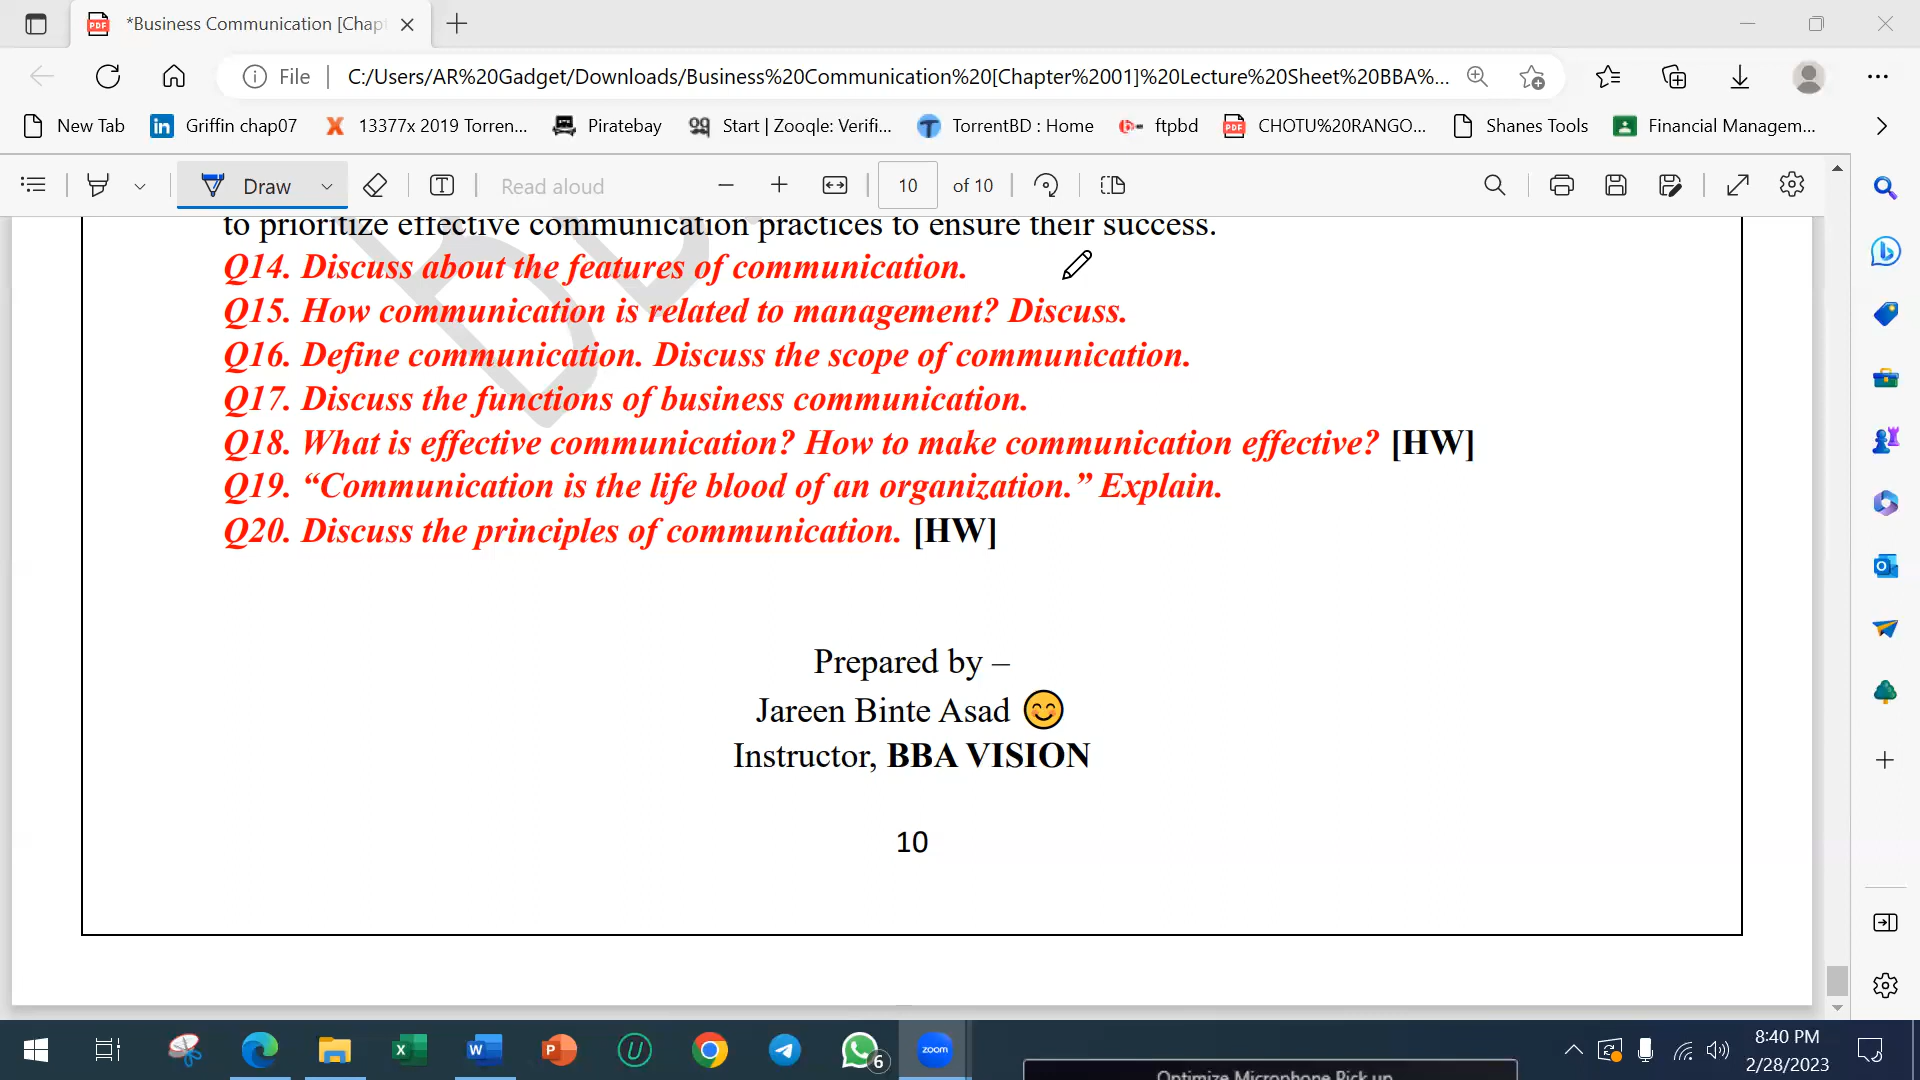 *Business Communication [Chap
File
C:/Users/AR%20Gadget/Downloads/Business%20Communication%20[Chapter%2001]%20Lecture%20Sheet%20BBA%...
New Tab
Griffin chap07
13377x 2019 Torren...
Piratebay
Start | Zooqle: Verifi...
TorrentBD : Home
ftpbd
CHOTU%20RANGO...
Shanes Tools
Financial Managem...
Draw
Read aloud
10
of 10
to prioritize effective communication practices to ensure their success.
Q14. Discuss about the features of communication.
Q15. How communication is related to management? Discuss.
Q16. Define communication. Discuss the scope of communication.
Q17. Discuss the functions of business communication.
Q18. What is effective communication? How to make communication effective? [HW]
Q19. “Communication is the life blood of an organization.” Explain.
Q20. Discuss the principles of communication. [HW]
Prepared by –
Jareen Binte Asad 😊
Instructor, BBA VISION
10
zoom
6
8:40 PM
2/28/2023
Optimize Microphone Pick up